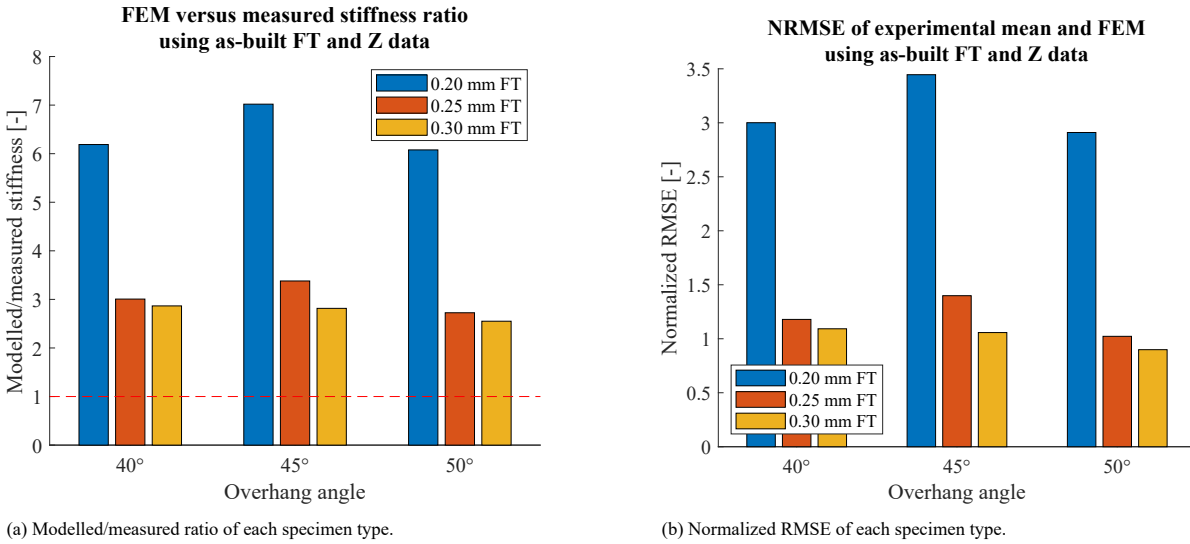 FEM versus measured stiffness ratio
using as-built FT and Z data
8
7
6
5
4
3
2
1
0
Modelled/measured stiffness [-]
0.20 mm FT
0.25 mm FT
0.30 mm FT
40°
45°
50°
Overhang angle
(a) Modelled/measured ratio of each specimen type.
NRMSE of experimental mean and FEM
using as-built FT and Z data
3.5
3
2.5
2
1.5
1
0.5
0
Normalized RMSE [-]
0.20 mm FT
0.25 mm FT
0.30 mm FT
40°
45°
50°
Overhang angle
(b) Normalized RMSE of each specimen type.